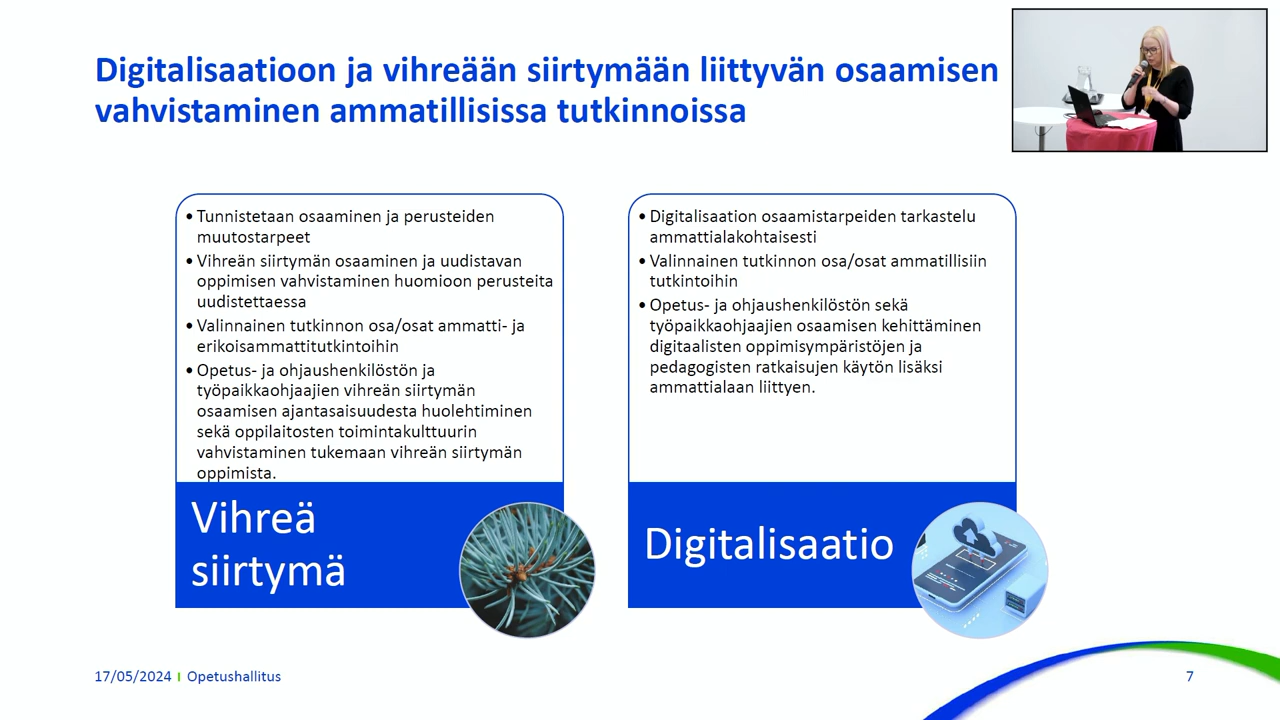 Digitalisaatioon ja vihreään siirtymään liittyvän osaamisen
vahvistaminen ammatillisissa tutkinnoissa
• Tunnistetaan osaaminen ja perusteiden
muutostarpeet
• Vihreän siirtymän osaaminen ja uudistavan
oppimisen vahvistaminen huomioon perusteita
uudistettaessa
• Valinnainen tutkinnon osa/osat ammatti- ja
erikoisammattitutkintoihin
• Opetus- ja ohjaushenkilöstön ja
työpaikkaohjaajien vihreän siirtymän
osaamisen ajantasaisuudesta huolehtiminen
sekä oppilaitosten toimintakulttuurin
vahvistaminen tukemaan vihreän siirtymän
oppimista.
Vihreä
siirtymä
• Digitalisaation osaamistarpeiden tarkastelu
ammattialakohtaisesti
• Valinnainen tutkinnon osa/osat ammatillisiin
tutkintoihin
• Opetus- ja ohjaushenkilöstön sekä
työpaikkaohjaajien osaamisen kehittäminen
digitaalisten oppimisympäristöjen ja
pedagogisten ratkaisujen käytön lisäksi
ammattialaan liittyen.
Digitalisaatio
17/05/2024 I Opetushallitus
7